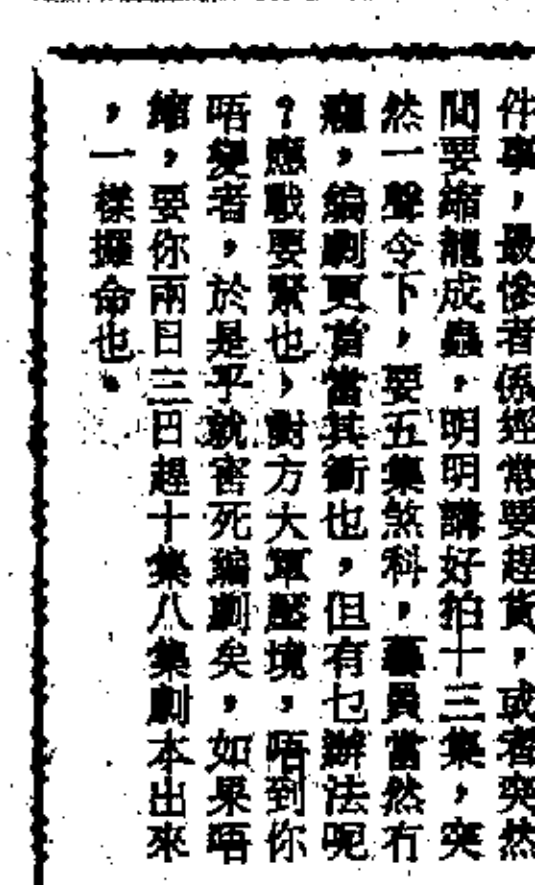 件事，最慘者係經常要趕貨，或者突然
間要縮龍成蟲，明明講好拍十三集，突
然一聲令下，要五集煞科，藝員當然冇
癮，編劇更首當其衝也，但有乜辦法呢
？應戰要緊也，對方大軍壓境，唔到你
唔變者，於是乎就害死編劇矣，如果唔
縮，要你兩日三日趕十集八集劇本出來
，一樣攞命也。